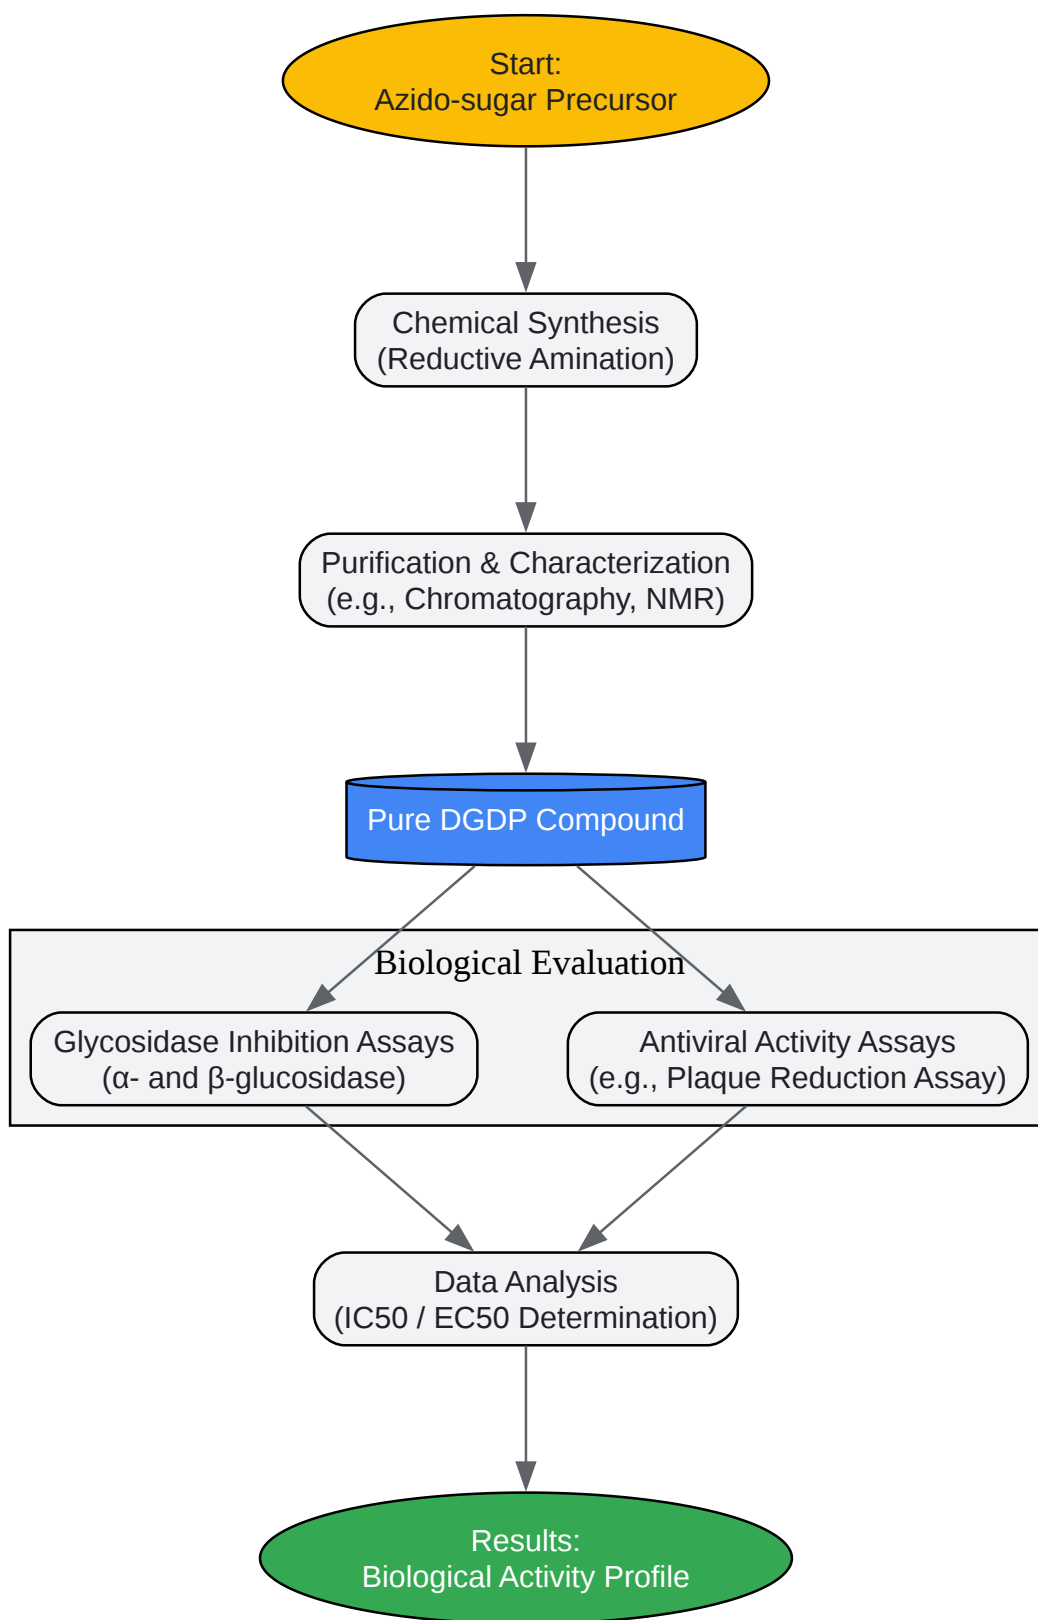 Start:
Azido-sugar Precursor
Chemical Synthesis
(Reductive Amination)
Purification & Characterization
(e.g., Chromatography, NMR)
Pure DGDP Compound
Biological Evaluation
Glycosidase Inhibition Assays
(α- and β-glucosidase)
Antiviral Activity Assays
(e.g., Plaque Reduction Assay)
Data Analysis
(IC50 / EC50 Determination)
Results:
Biological Activity Profile